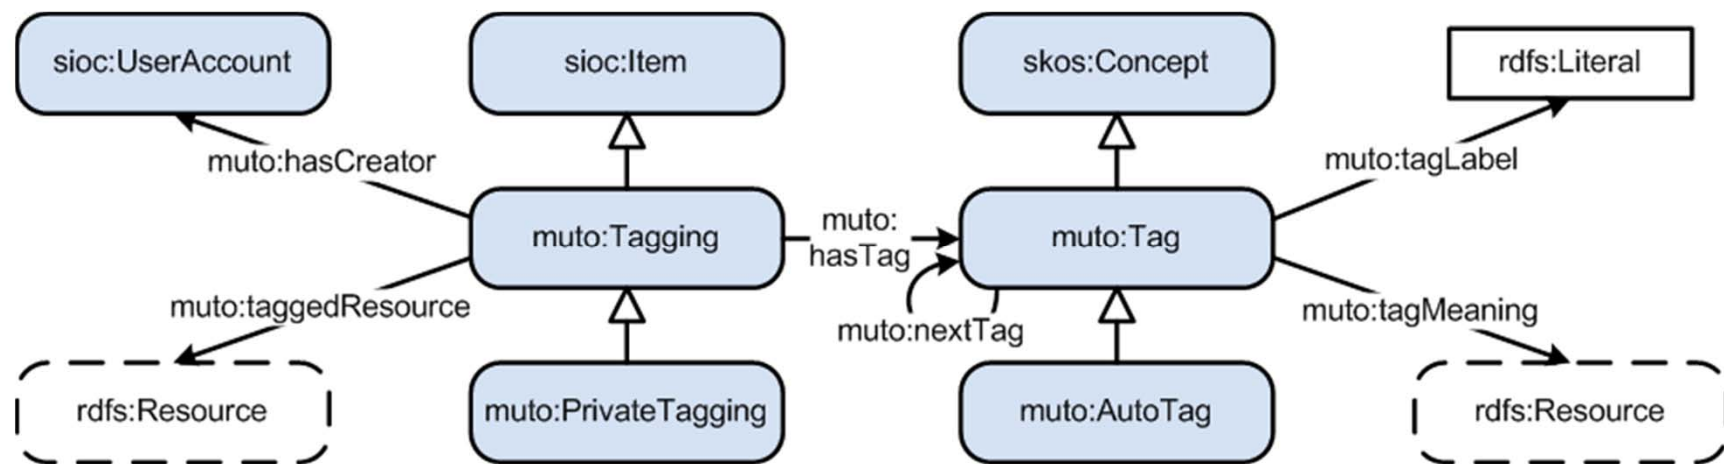 sioc:UserAccount
sioc:Item
skos:Concept
rdfs:Literal
muto:hasCreator
muto:tagLabel
muto:Tagging
muto:
hasTag
muto:Tag
muto:taggedResource
muto:nextTag
muto:tagMeaning
rdfs:Resource
muto:PrivateTagging
muto:AutoTag
rdfs:Resource